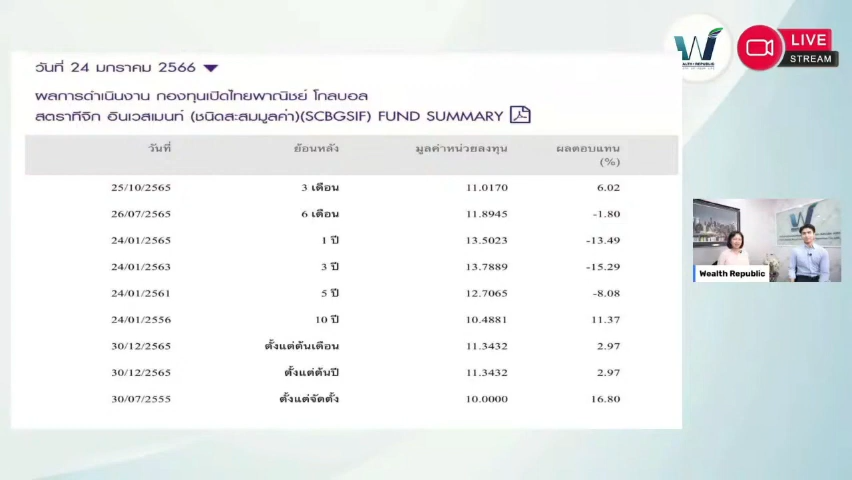 วันที่ 24 มกราคม 2566
ผลการดำเนินงาน กองทุนเปิดไทยพาณิชย์ โกลบอล
สตราทีจิก อินเวสเมนท์ (ชนิดสะสมมูลค่า)(SCBGSIF) FUND SUMMARY
วันที่ ย้อนหลัง มูลค่าหน่วยลงทุน ผลตอบแทน (%)
25/10/2565 3 เดือน 11.0170 6.02
26/07/2565 6 เดือน 11.8945 -1.80
24/01/2565 1 ปี 13.5023 -13.49
24/01/2563 3 ปี 13.7889 -15.29
24/01/2561 5 ปี 12.7065 -8.08
24/01/2556 10 ปี 10.4881 11.37
30/12/2565 ตั้งแต่ต้นเดือน 11.3432 2.97
30/12/2565 ตั้งแต่ต้นปี 11.3432 2.97
30/07/2555 ตั้งแต่จัดตั้ง 10.0000 16.80
LIVE
STREAM
Wealth Republic